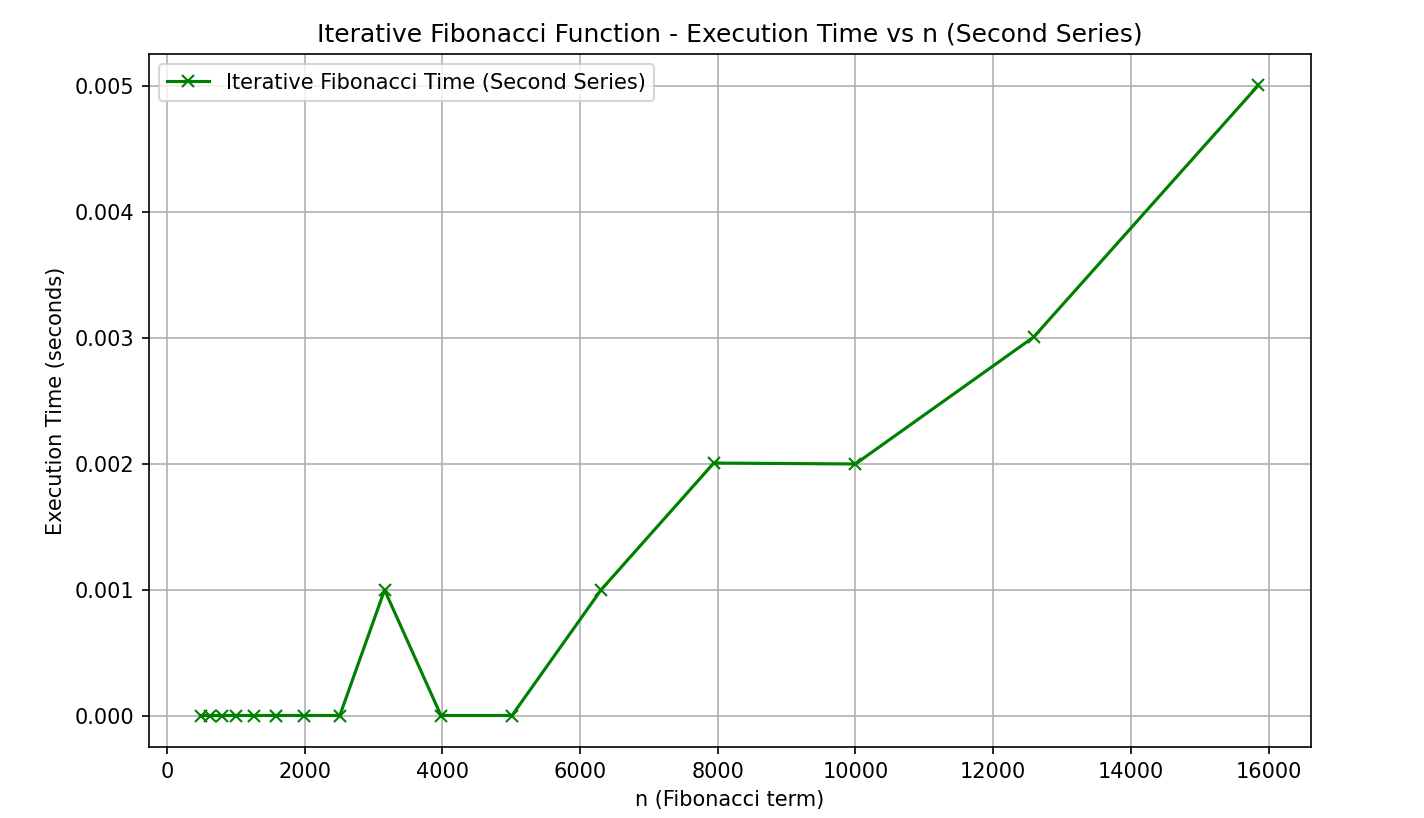 Iterative Fibonacci Function - Execution Time vs n (Second Series)
Iterative Fibonacci Time (Second Series)
0.005
0.004
0.003
0.002
0.001
0.000
Execution Time (seconds)
0 2000 4000 6000 8000 10000 12000 14000 16000
n (Fibonacci term)